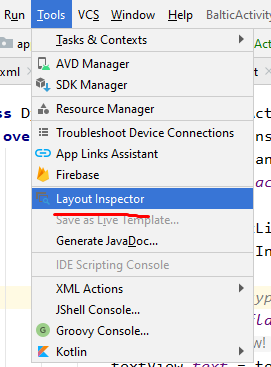 Run Tools VCS Window Help BalticActivity
Tasks & Contexts
AVD Manager
SDK Manager
Resource Manager
Troubleshoot Device Connections
App Links Assistant
Firebase
Layout Inspector
Save as Live Template...
Generate JavaDoc...
IDE Scripting Console
XML Actions
JShell Console...
Groovy Console...
Kotlin